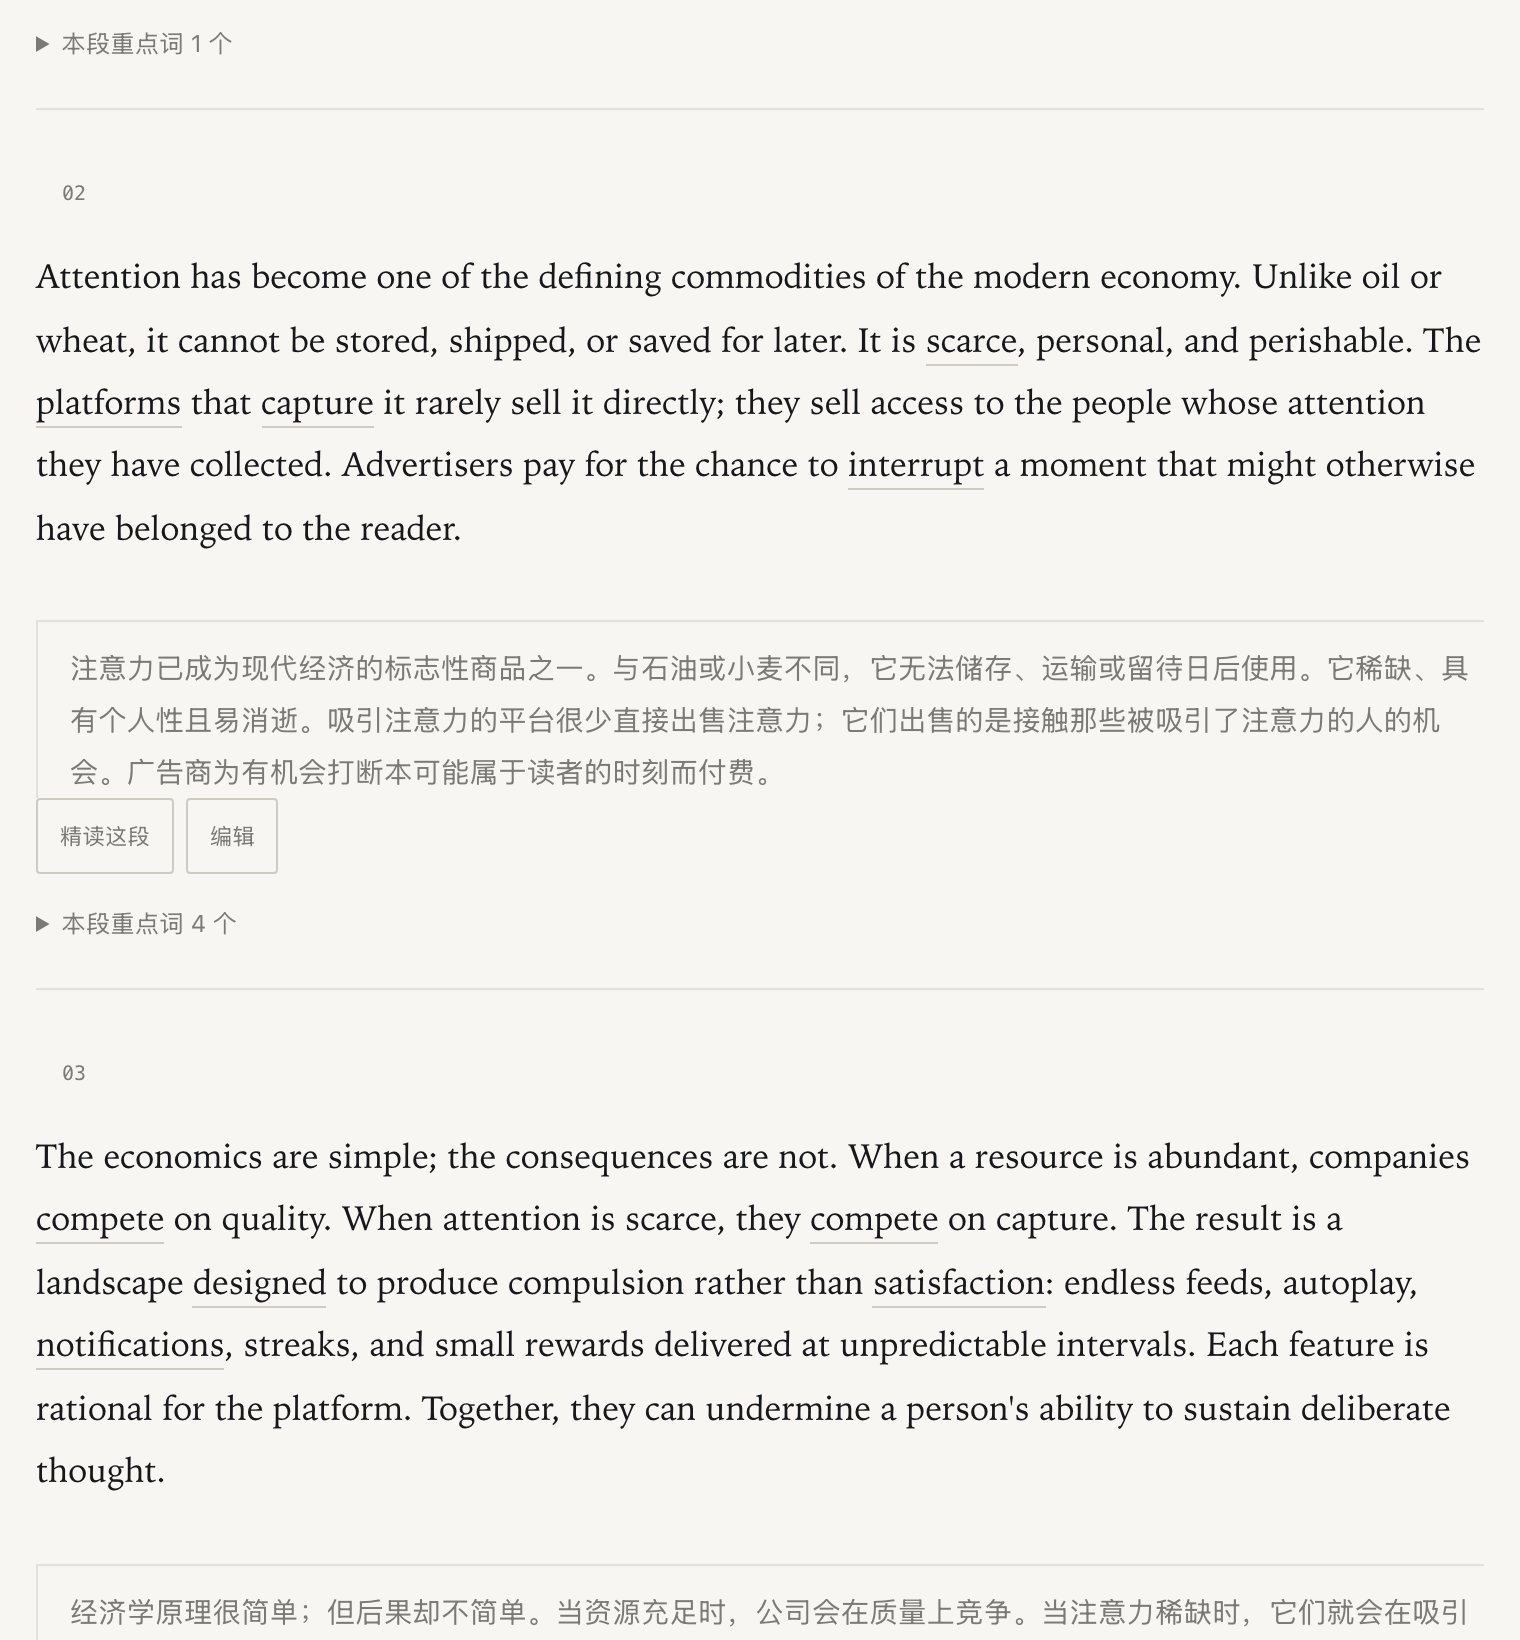 ▶ 本段重点词 1 个
02
Attention has become one of the defining commodities of the modern economy. Unlike oil or
wheat, it cannot be stored, shipped, or saved for later. It is scarce, personal, and perishable. The
platforms that capture it rarely sell it directly; they sell access to the people whose attention
they have collected. Advertisers pay for the chance to interrupt a moment that might otherwise
have belonged to the reader.
注意力已成为现代经济的标志性商品之一。与石油或小麦不同，它无法储存、运输或留待日后使用。它稀缺、具
有个人性且易消逝。吸引注意力的平台很少直接出售注意力；它们出售的是接触那些被吸引了注意力的人的机
会。广告商为有机会打断本可能属于读者的时刻而付费。
精读这段 编辑
▶ 本段重点词 4 个
03
The economics are simple; the consequences are not. When a resource is abundant, companies
compete on quality. When attention is scarce, they compete on capture. The result is a
landscape designed to produce compulsion rather than satisfaction: endless feeds, autoplay,
notifications, streaks, and small rewards delivered at unpredictable intervals. Each feature is
rational for the platform. Together, they can undermine a person's ability to sustain deliberate
thought.
经济学原理很简单；但后果却不简单。当资源充足时，公司会在质量上竞争。当注意力稀缺时，它们就会在吸引